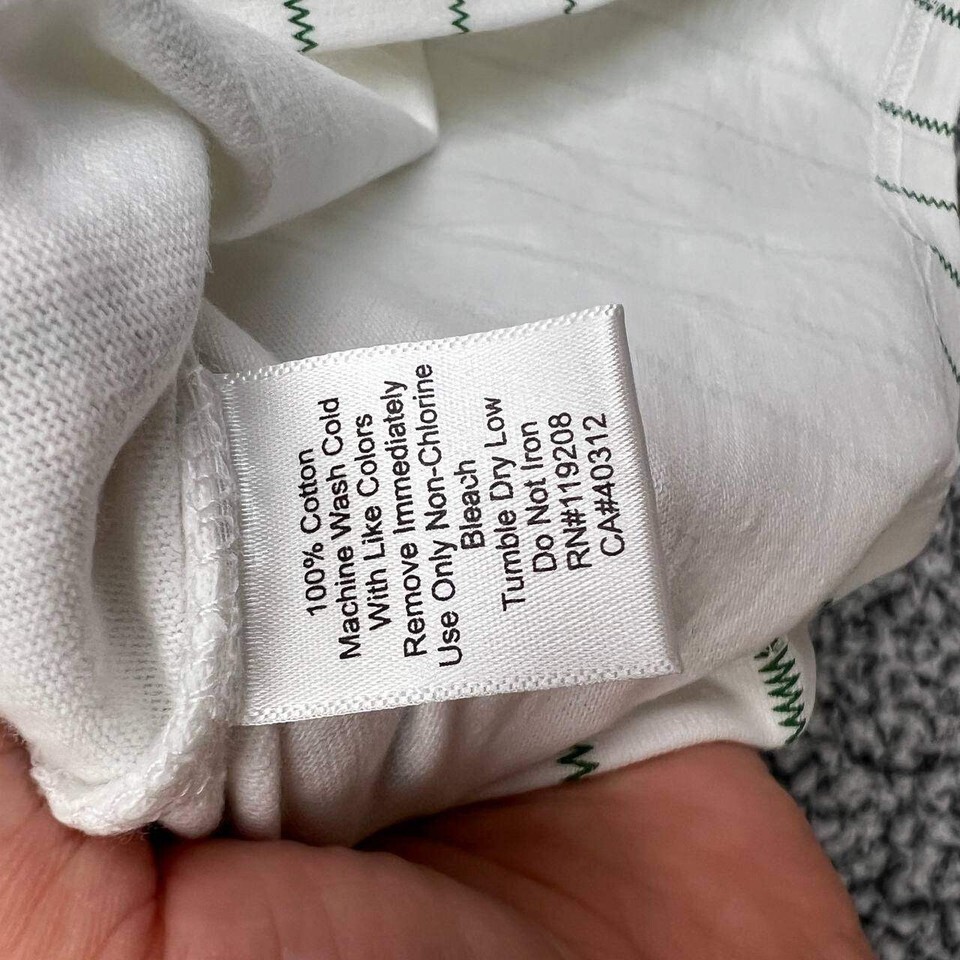 100% Cotton
Machine Wash Cold
With Like Colors
Remove Immediately
Use Only Non-Chlorine
Bleach
Tumble Dry Low
Do Not Iron
RN#119208
CA#40312